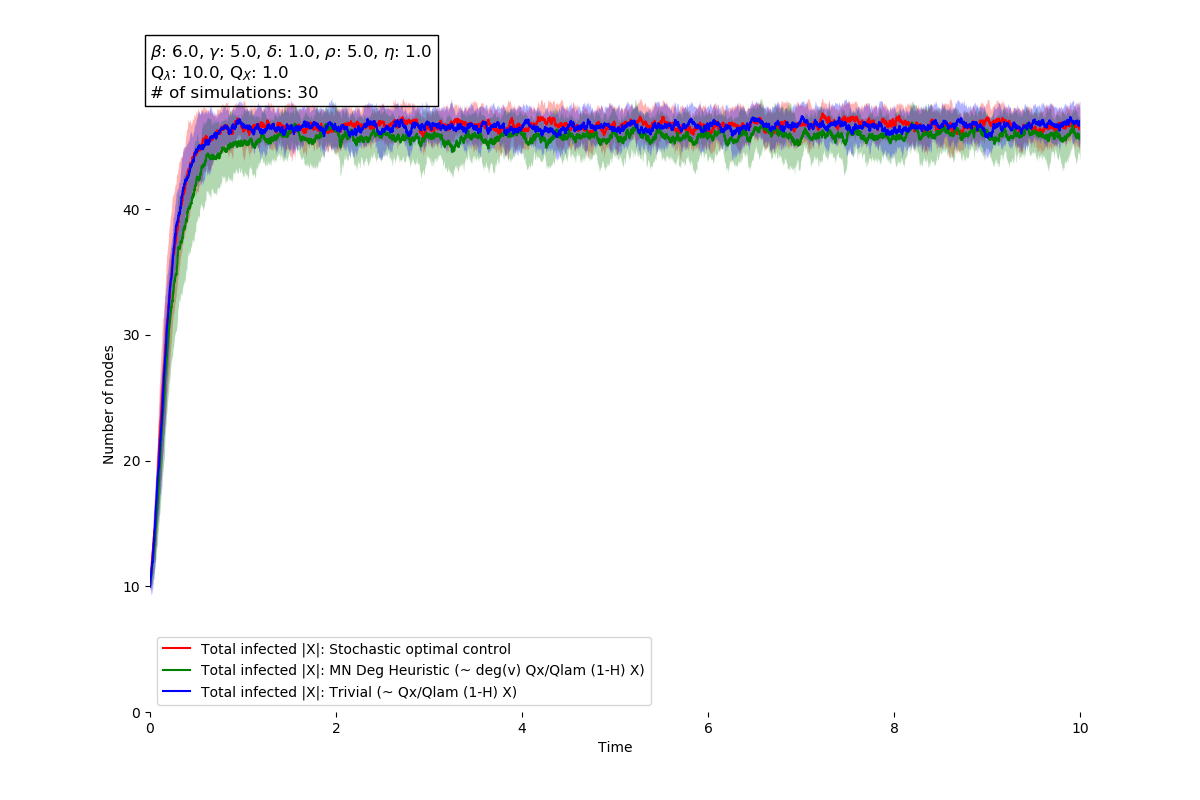 β: 6.0, γ: 5.0, δ: 1.0, ρ: 5.0, η: 1.0
Qλ: 10.0, QX: 1.0
# of simulations: 30
40
30
20
10
0
Number of nodes
Total infected |X|: Stochastic optimal control
Total infected |X|: MN Deg Heuristic (~ deg(v) Qx/Qlam (1-H) X)
Total infected |X|: Trivial (~ Qx/Qlam (1-H) X)
0 2 4 6 8 10
Time